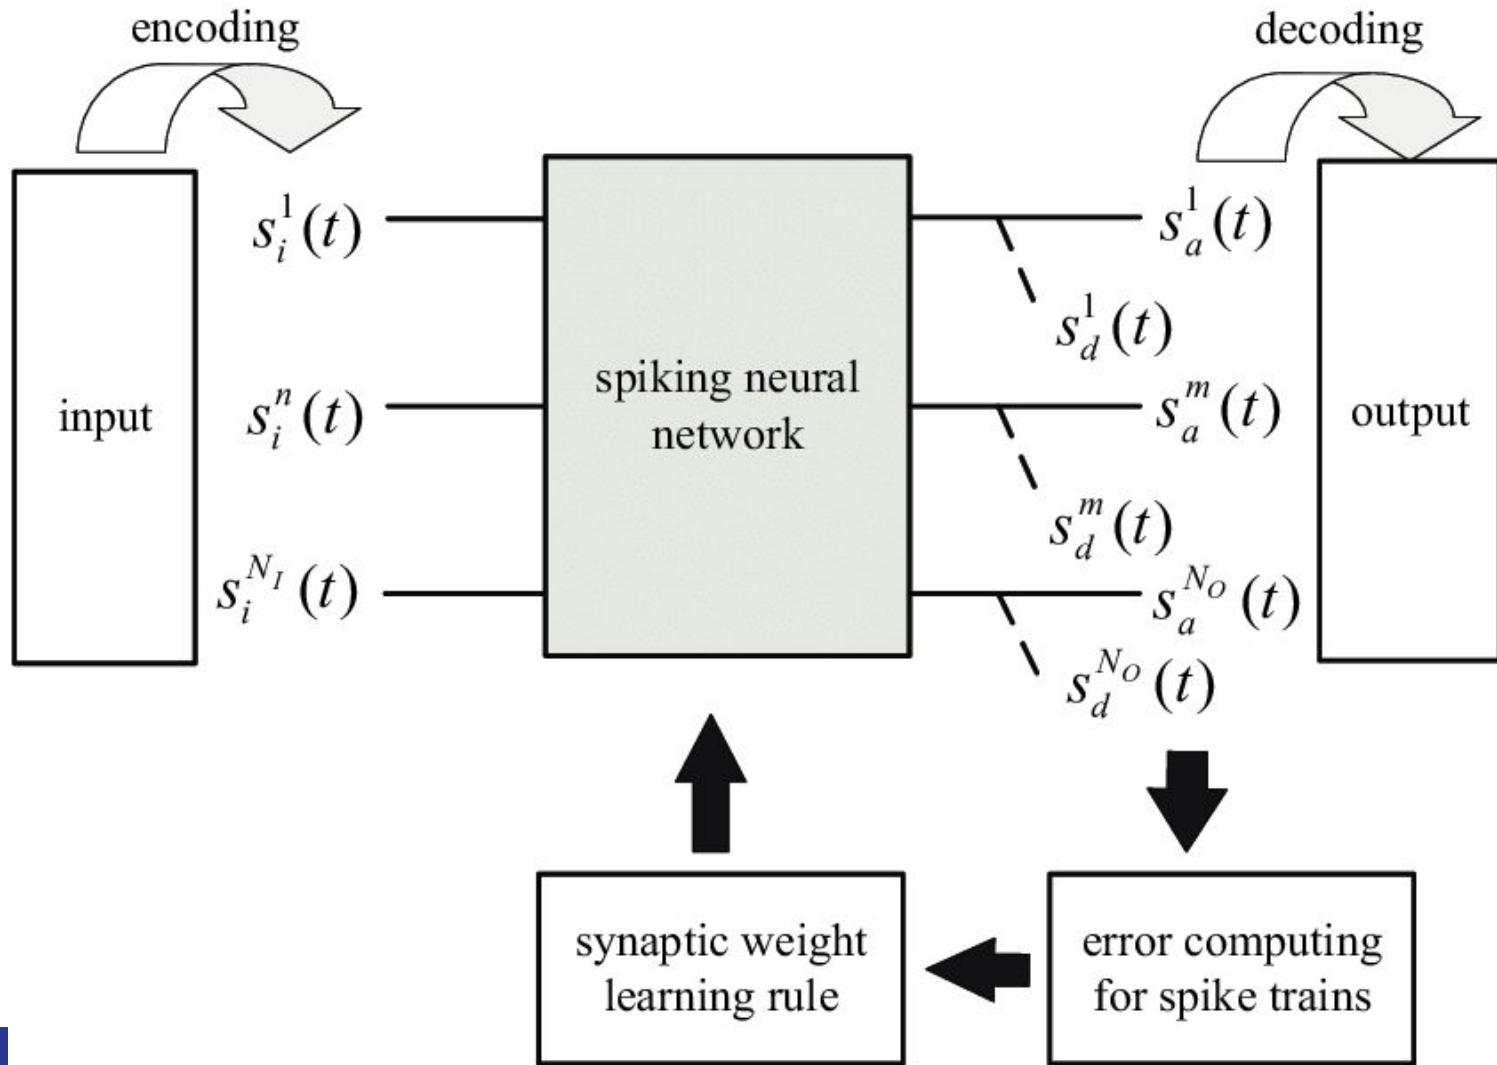 encoding
decoding
input
s_i^1(t)
s_i^n(t)
s_i^{N_I}(t)
spiking neural
network
s_a^1(t)
s_d^1(t)
s_a^m(t)
s_d^m(t)
s_a^{N_O}(t)
s_d^{N_O}(t)
output
synaptic weight
learning rule
error computing
for spike trains